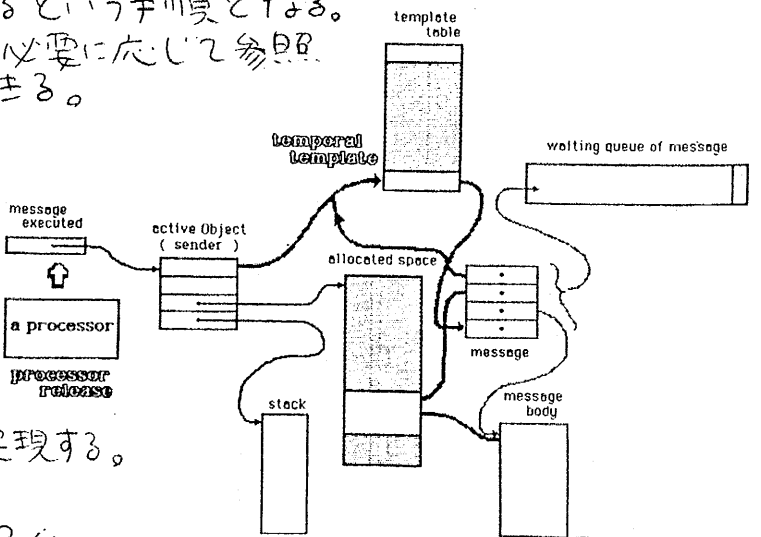 るという手順となる。
必要に応じて参照
きる。
template
table
temporal
template
waiting queue of message
message
executed
active Object
( sender )
allocated space
a processor
message
processor
release
stack
message
body
現する。